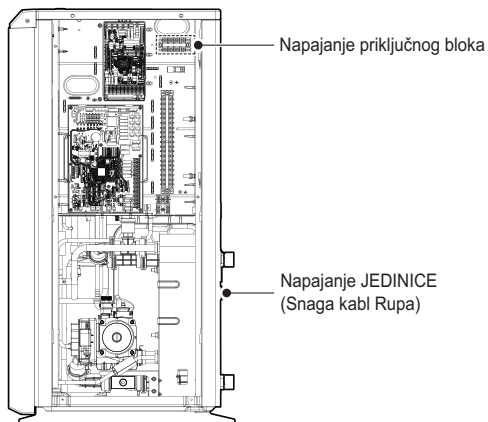 Napajanje priključnog bloka
Napajanje JEDINICE
(Snaga kabl Rupa)